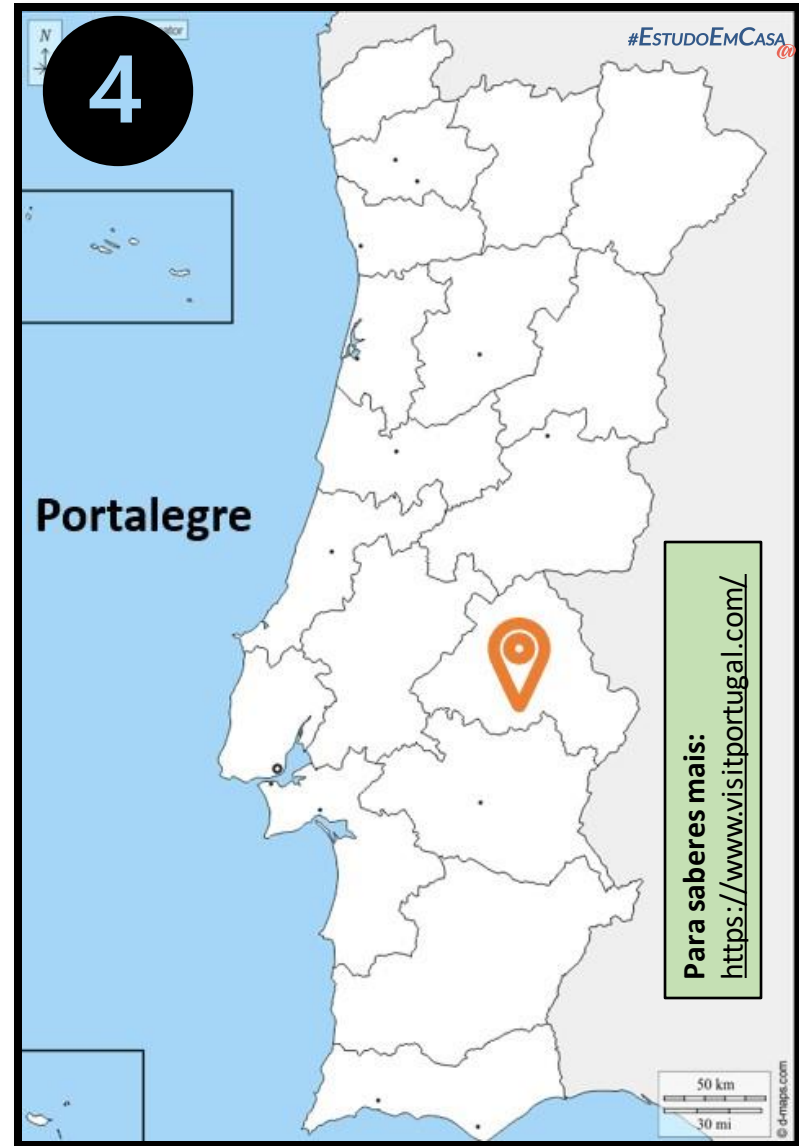 N
4
#ESTUDOEMCASA
@
Portalegre
Para saberes mais:
https://www.visitportugal.com/
50 km
30 mi
© d-maps.com